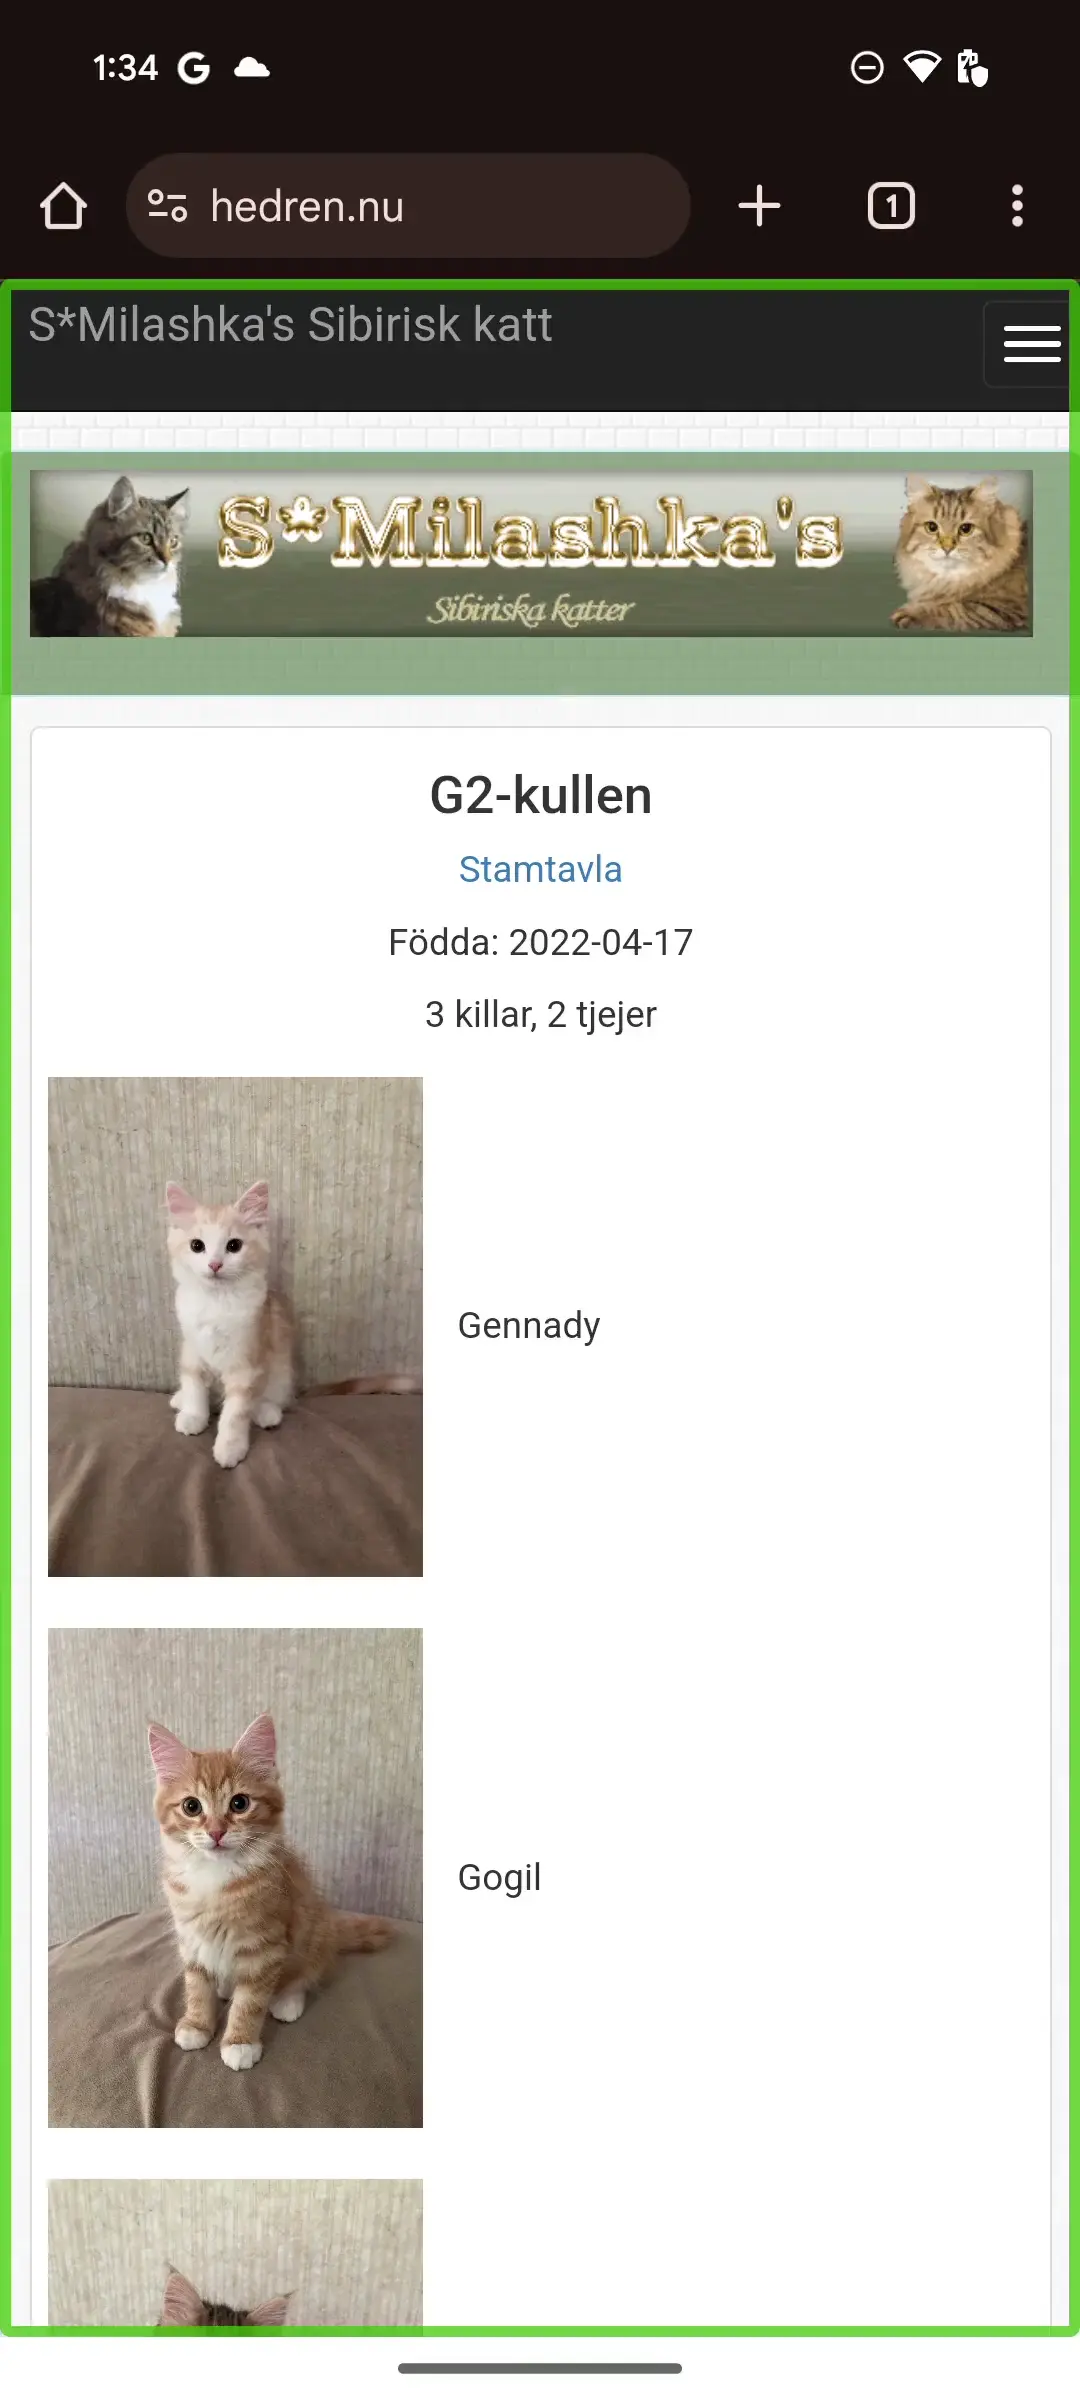 1:34
hedren.nu
1
S*Milashka's Sibirisk katt
S*Milashka's
Sibiriska katter
G2-kullen
Stamtavla
Födda: 2022-04-17
3 killar, 2 tjejer
Gennady
Gogil